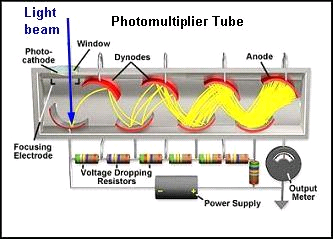 Light
beam
Photomultiplier Tube
Photo-
cathode
Window
Dynodes
Anode
Focusing
Electrode
Voltage Dropping
Resistors
Power Supply
Output
Meter